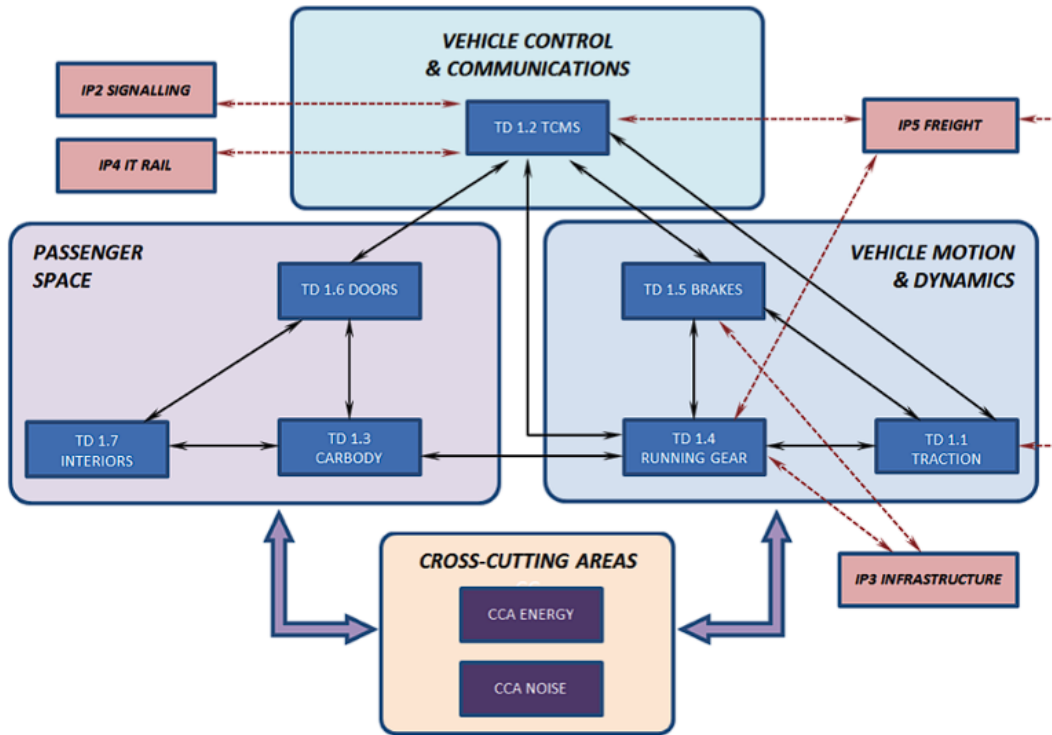 VEHICLE CONTROL
& COMMUNICATIONS
IP2 SIGNALLING
TD 1.2 TCMS
IP5 FREIGHT
IP4 IT RAIL
PASSENGER
SPACE
VEHICLE MOTION
& DYNAMICS
TD 1.6 DOORS
TD 1.5 BRAKES
TD 1.7
INTERIORS
TD 1.3
CARBODY
TD 1.4
RUNNING GEAR
TD 1.1
TRACTION
CROSS-CUTTING AREAS
IP3 INFRASTRUCTURE
CCA ENERGY
CCA NOISE